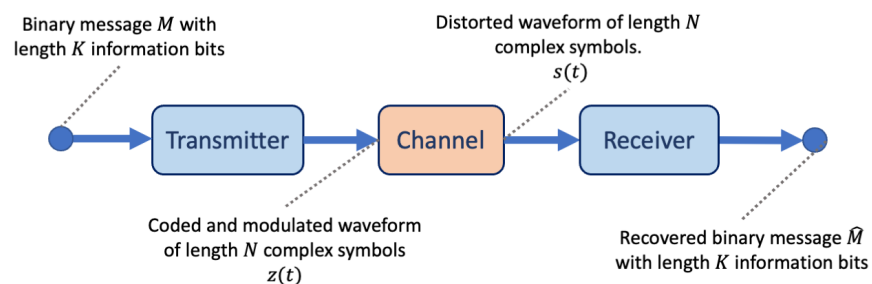 Binary message M with
length K information bits
Distorted waveform of length N
complex symbols.
s(t)
Transmitter
Channel
Receiver
Coded and modulated waveform
of length N complex symbols
z(t)
Recovered binary message M̂
with length K information bits